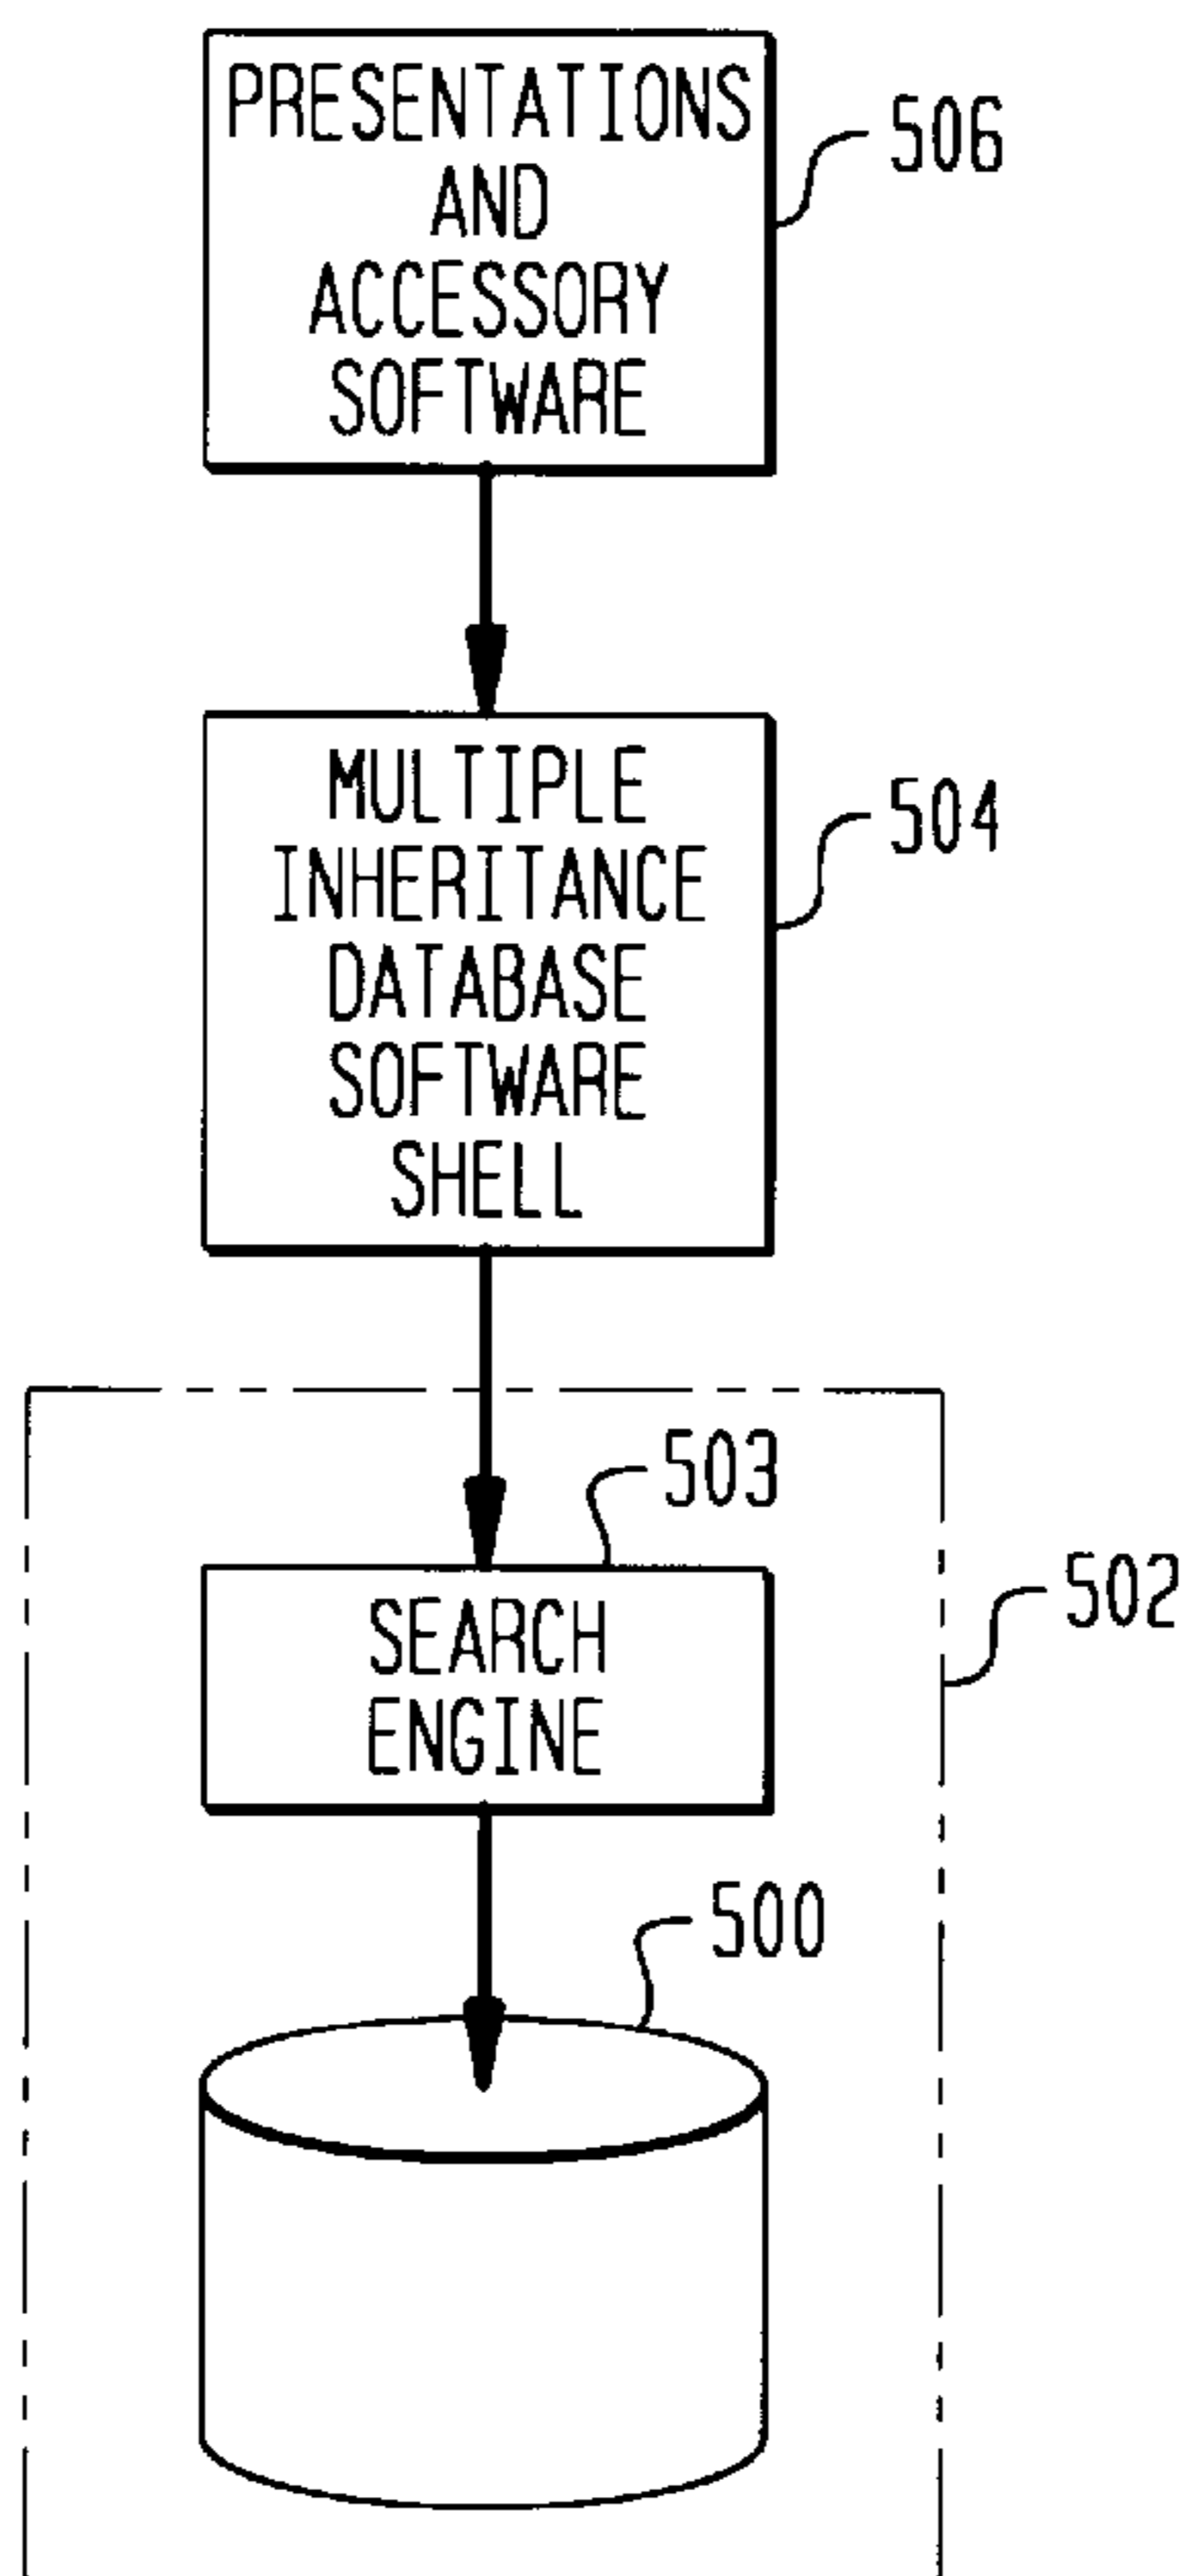 PRESENTATIONS
AND
ACCESSORY
SOFTWARE
506
MULTIPLE
INHERITANCE
DATABASE
SOFTWARE
SHELL
504
503
SEARCH
ENGINE
502
500